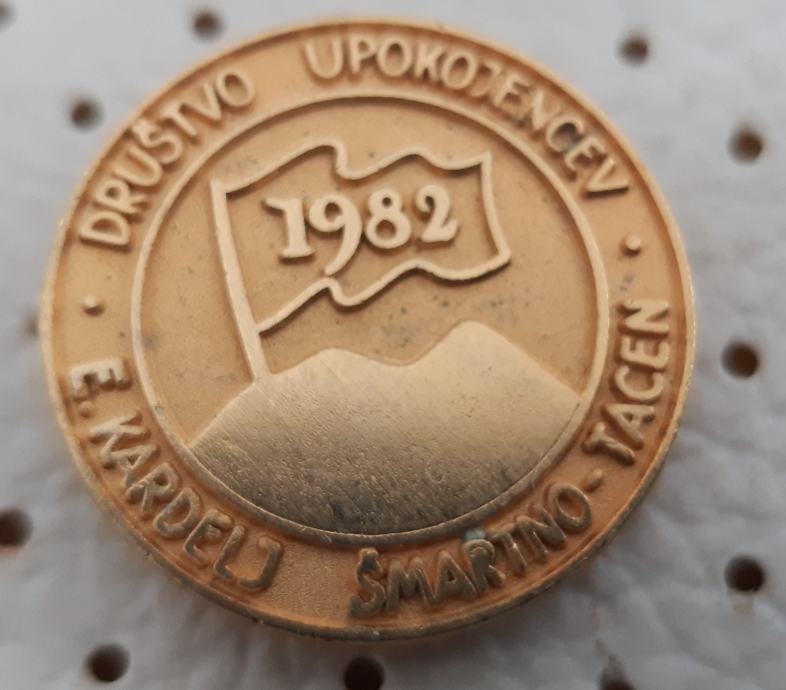 DRUŠTVO UPOKOJENCEV
1982
E. KARDELJ ŠMARTNO-TACEN